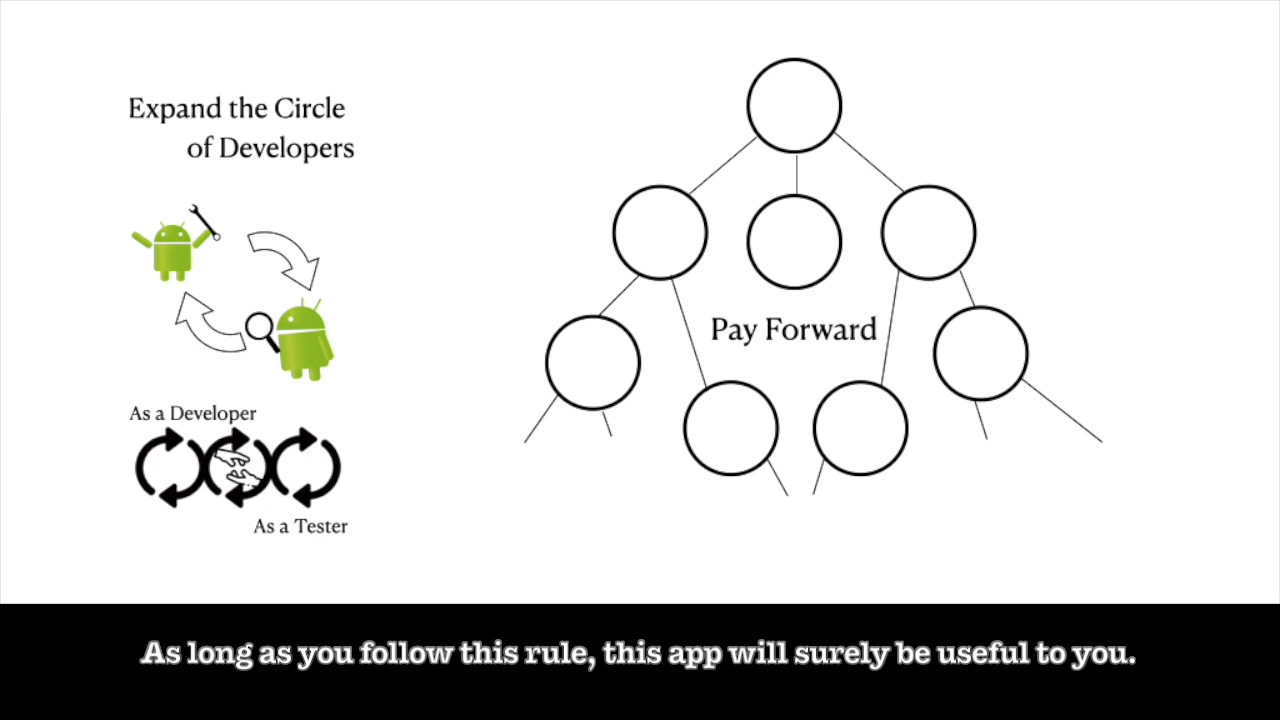 Expand the Circle
of Developers
Pay Forward
As a Developer
As a Tester
As long as you follow this rule, this app will surely be useful to you.